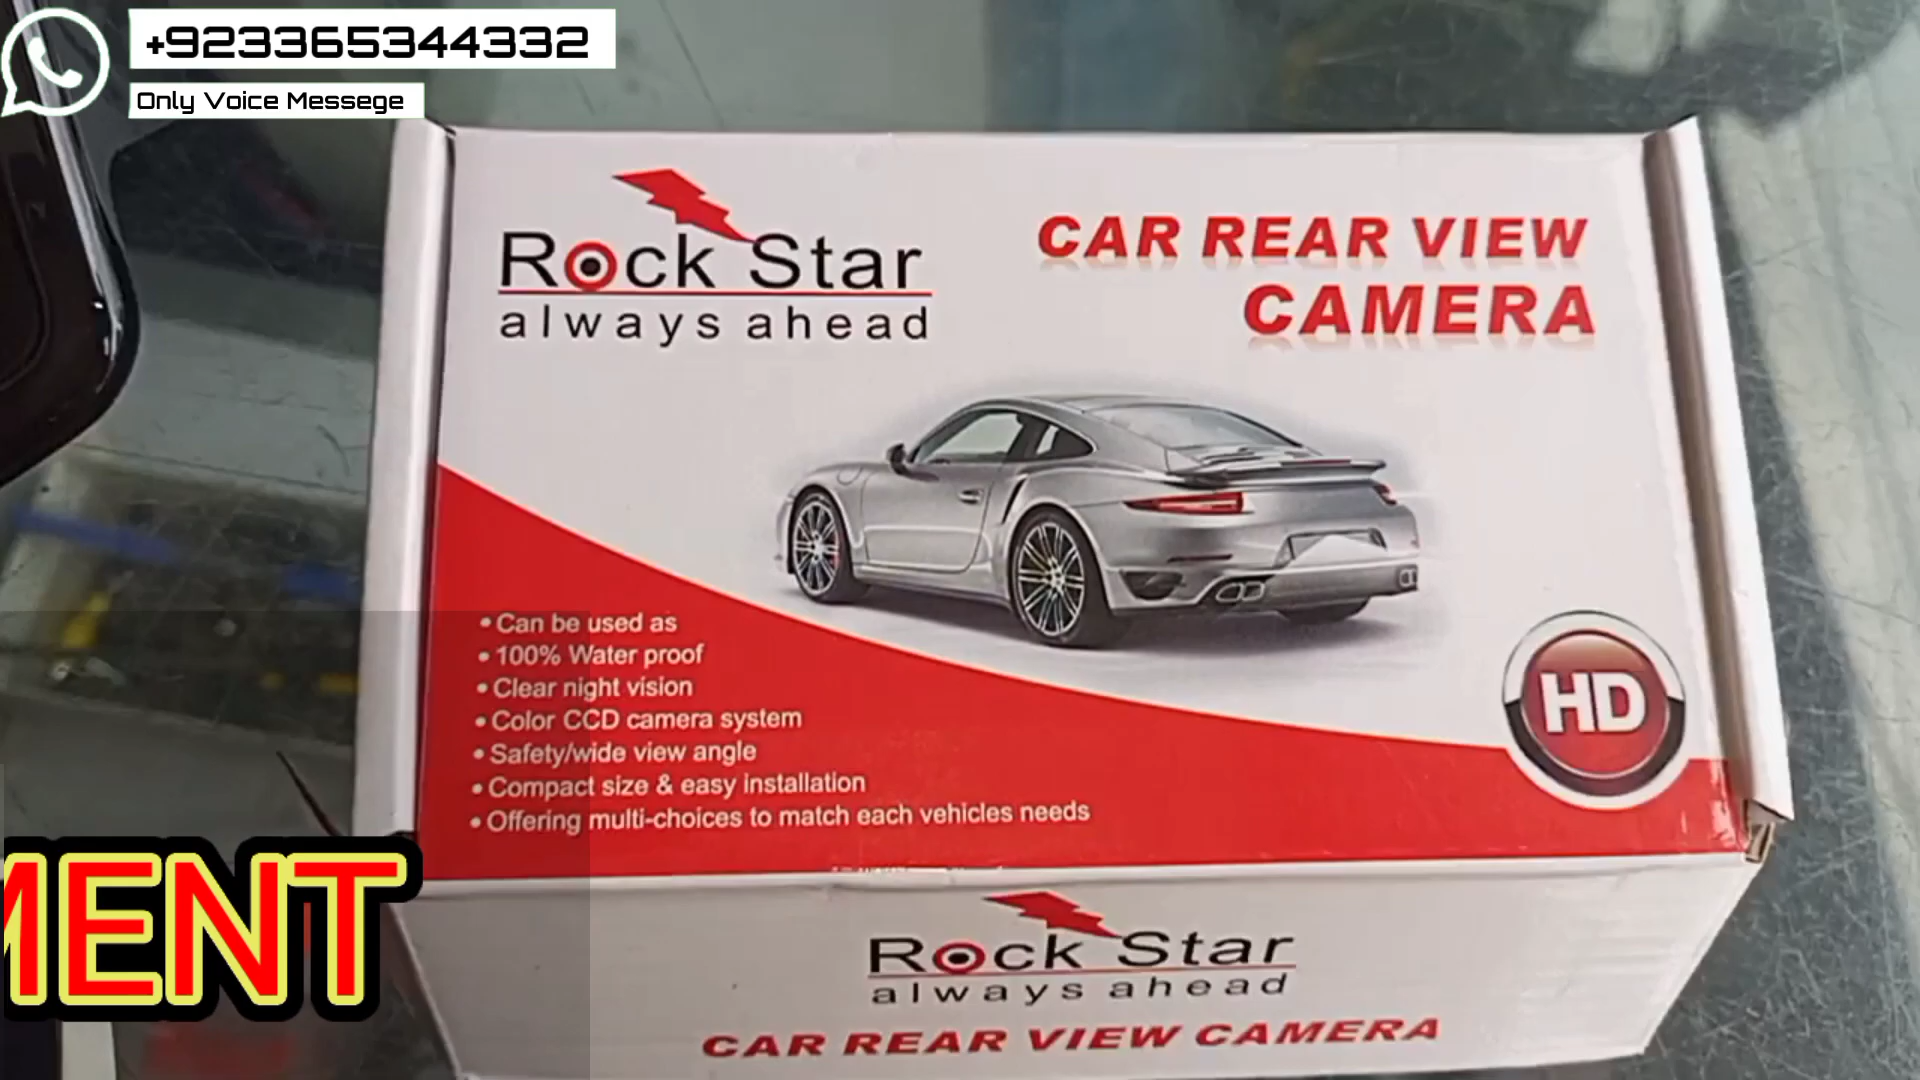 +923365344332
Only Voice Messege
Rock Star
always ahead
CAR REAR VIEW
CAMERA
• Can be used as
• 100% Water proof
• Clear night vision
• Color CCD camera system
• Safety/wide view angle
• Compact size & easy installation
• Offering multi-choices to match each vehicles needs
HD
MENT
Rock Star
always ahead
CAR REAR VIEW CAMERA